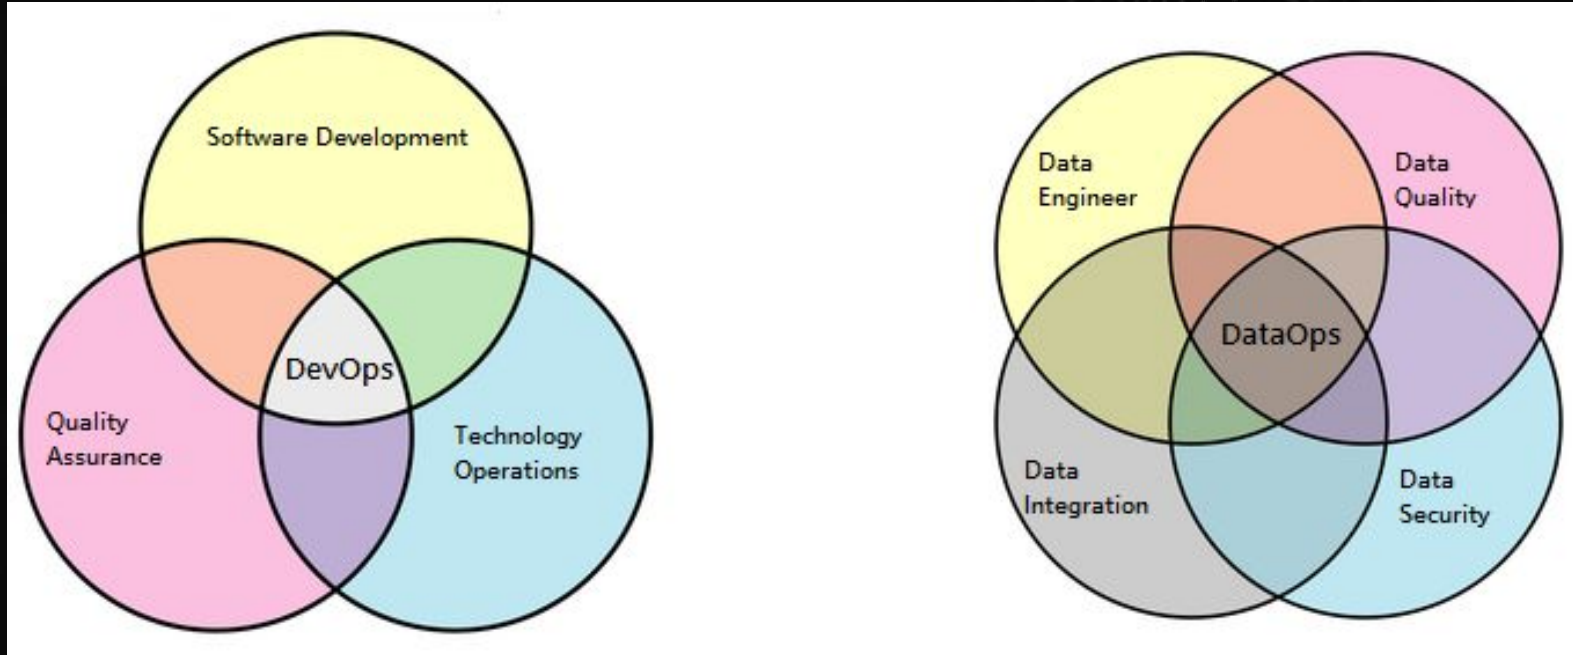 Software Development
DevOps
Quality
Assurance
Technology
Operations
Data
Engineer
Data
Quality
DataOps
Data
Integration
Data
Security